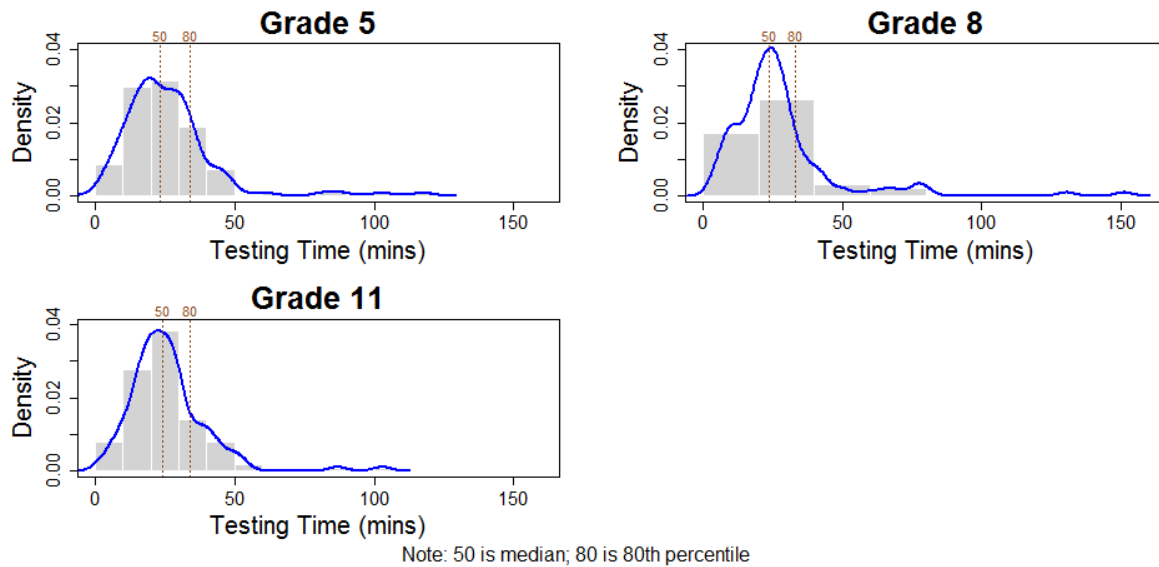 Grade 5
50 80
Density
0.00 0.02 0.04
0 50 100 150
Testing Time (mins)
Grade 8
50 80
Density
0.00 0.02 0.04
0 50 100 150
Testing Time (mins)
Grade 11
50 80
Density
0.00 0.02 0.04
0 50 100 150
Testing Time (mins)
Note: 50 is median; 80 is 80th percentile